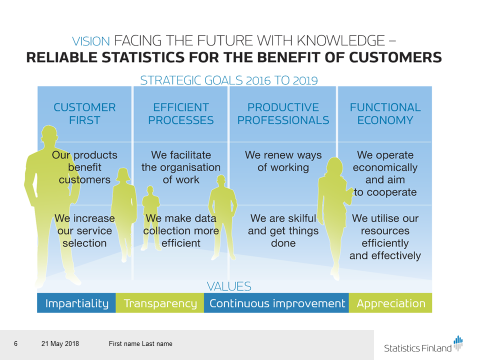 VISION FACING THE FUTURE WITH KNOWLEDGE –
RELIABLE STATISTICS FOR THE BENEFIT OF CUSTOMERS
STRATEGIC GOALS 2016 TO 2019
CUSTOMER
FIRST
EFFICIENT
PROCESSES
PRODUCTIVE
PROFESSIONALS
FUNCTIONAL
ECONOMY
Our products
benefit
customers
We facilitate
the organisation
of work
We renew ways
of working
We operate
economically
and aim
to cooperate
We increase
our service
selection
We make data
collection more
efficient
We are skilful
and get things
done
We utilise our
resources
efficiently
and effectively
VALUES
Impartiality
Transparency
Continuous improvement
Appreciation
6
21 May 2018
First name Last name
Statistics Finland